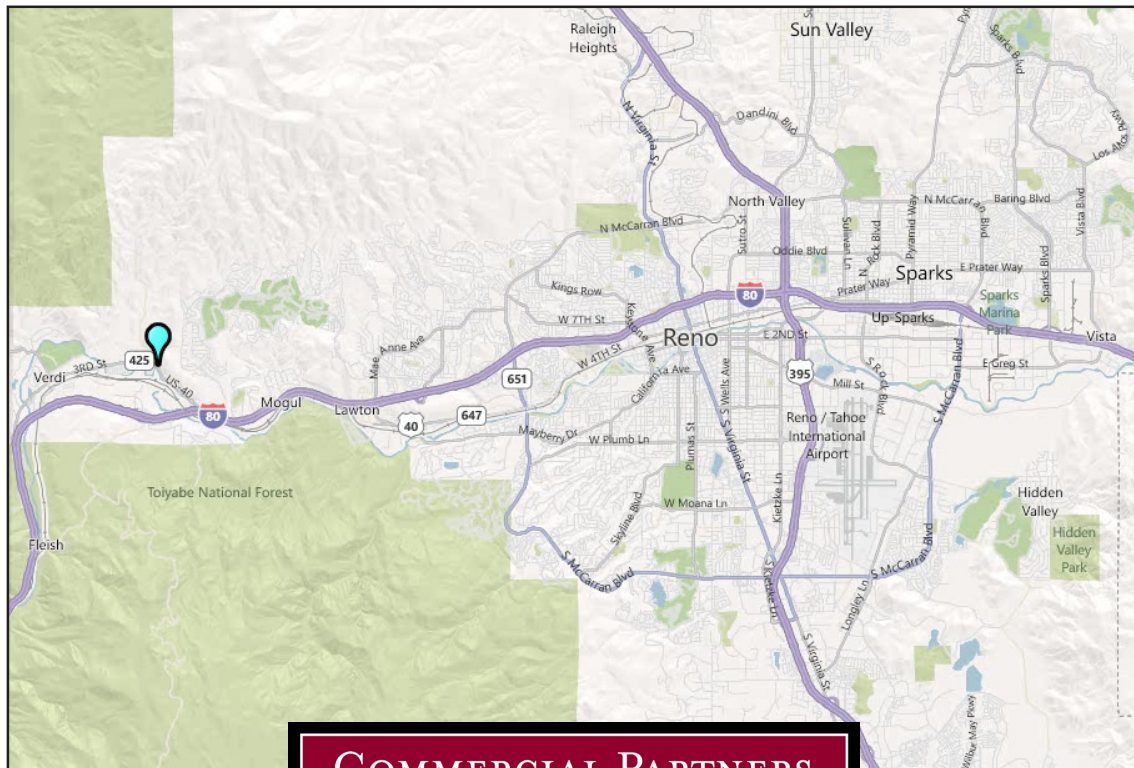 Raleigh
Heights
Sun Valley
Sparks Blvd
N Virginia St
Dandini Blvd
Los Altos Pkwy
North Valley
N McCarran Blvd
Baring Blvd
Vista Blvd
N McCarran Blvd
Sutro St
Sullivan Ln
N Rock Blvd
Pyramid Way
Oddie Blvd
Sparks
E Prater Way
Sparks Blvd
Kings Row
80
Prater Way
Sparks
Marina
Park
W 7TH St
Keystone Ave
Up-Sparks
Reno
E 2ND St
Vista
Mae Anne Ave
W 4TH St
425
3RD St
Verdi
US-40
651
California Ave
S Wells Ave
395
Mill St
S Rock Blvd
E Greg St
S McCarran Blvd
Mogul
80
Lawton
40
647
Mayberry Dr
W Plumb Ln
Plumas St
S Virginia St
Reno / Tahoe
International
Airport
Toiyabe National Forest
Skyline Blvd
W Moana Ln
Kietzke Ln
Hidden
Valley
Fleish
Hidden
Valley
Park
S McCarran Blvd
S Kietzke Ln
S McCarran Blvd
Longley Ln
S Virginia St
Wilbur May Pkwy
COMMERCIAL PARTNERS